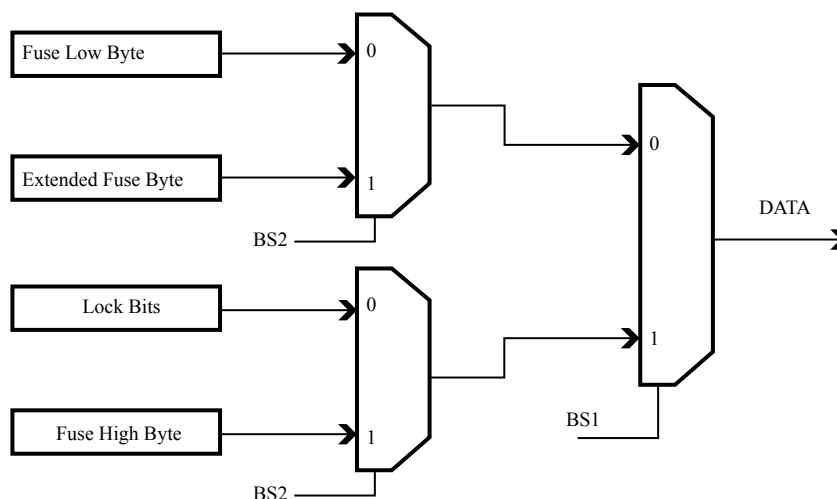 Fuse Low Byte
0
Extended Fuse Byte
1
BS2
0
DATA
Lock Bits
0
1
Fuse High Byte
1
BS1
BS2